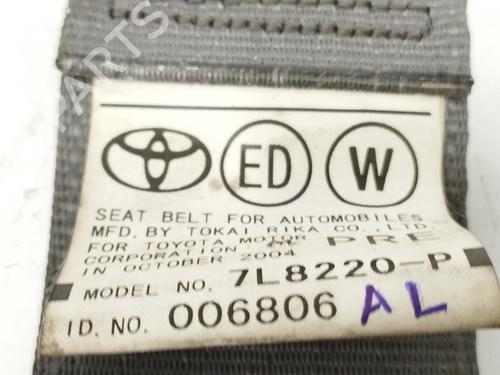 PARTS
ED W
SEAT BELT FOR AUTOMOBILES
MFD. BY TOKAI RIKA CO., LTD.
FOR TOYOTA MOTOR
CORPORATION PRE
IN OCTOBER 2004
MODEL NO. 7L8220-P
I D. NO. 006806 AL